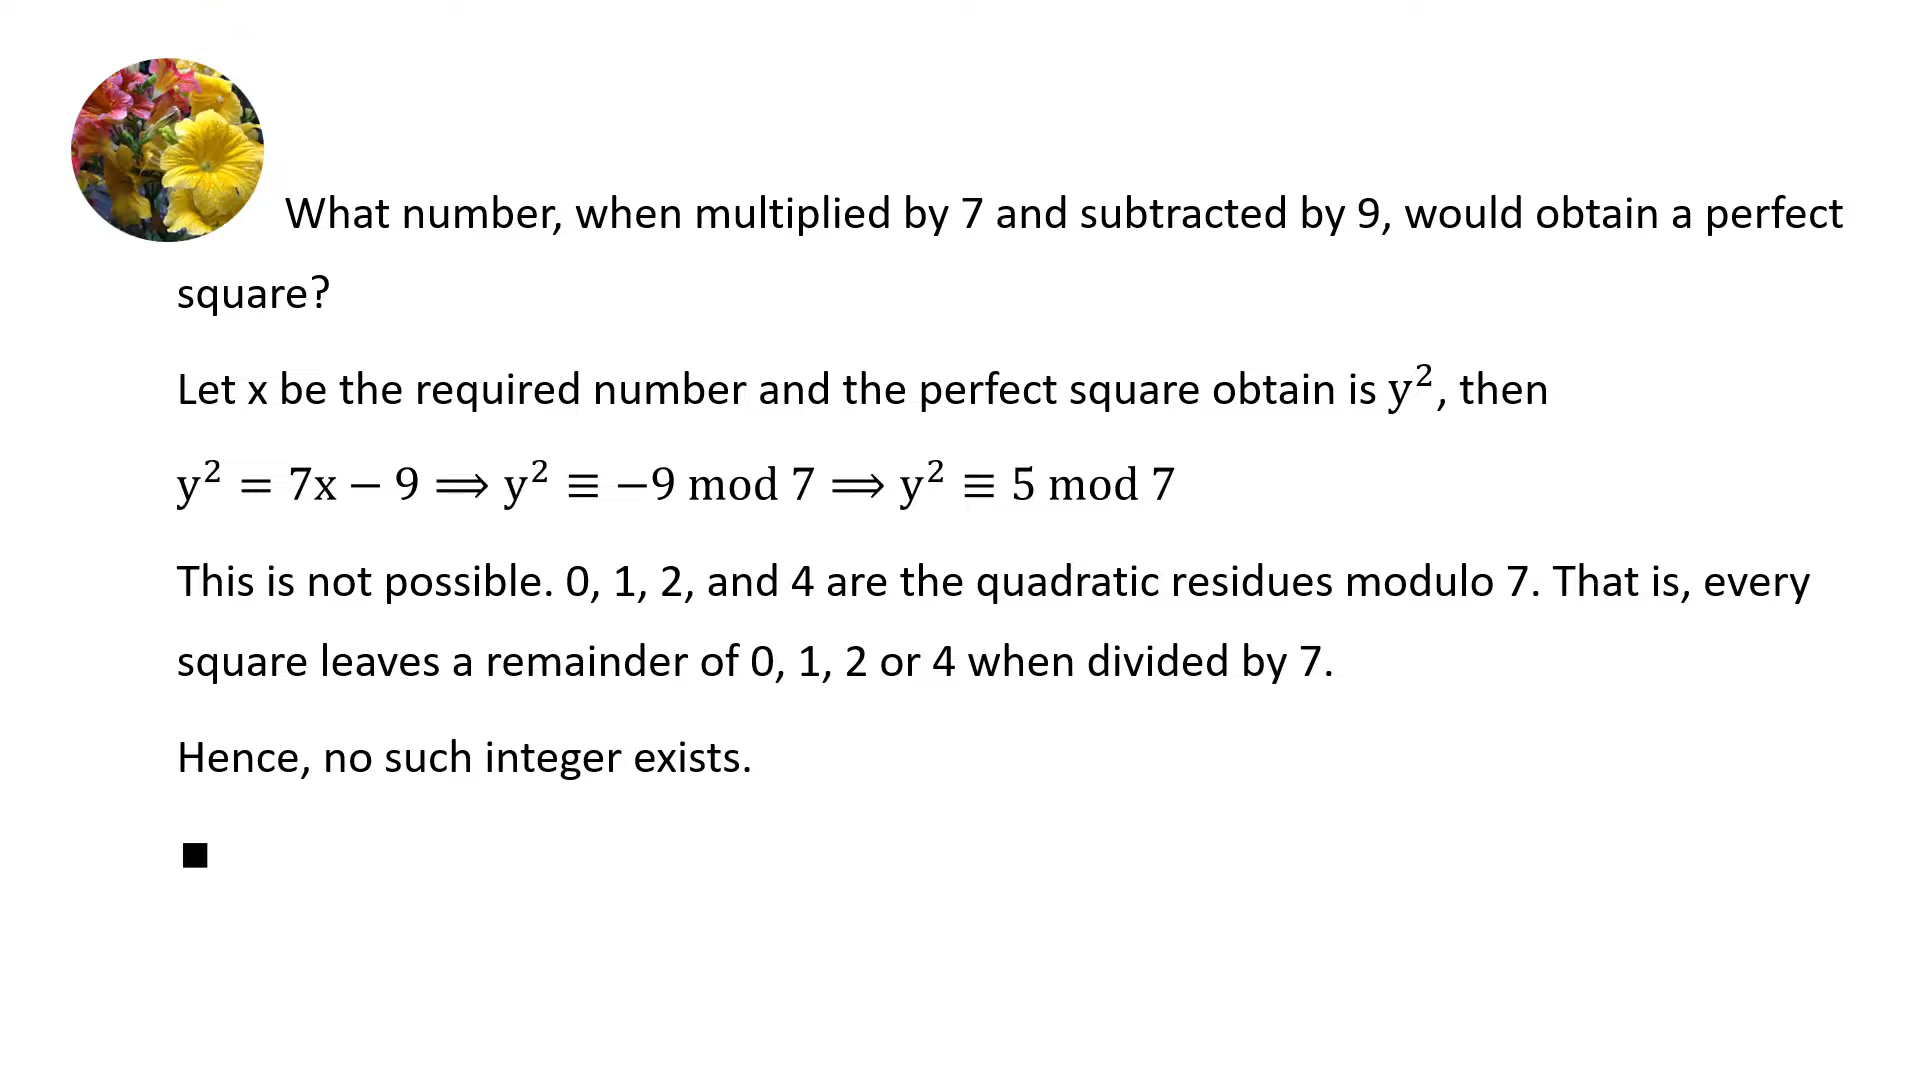 What number, when multiplied by 7 and subtracted by 9, would obtain a perfect
square?
Let x be the required number and the perfect square obtain is y², then
y² = 7x − 9 ⟹ y² ≡ −9 mod 7 ⟹ y² ≡ 5 mod 7
This is not possible. 0, 1, 2, and 4 are the quadratic residues modulo 7. That is, every
square leaves a remainder of 0, 1, 2 or 4 when divided by 7.
Hence, no such integer exists.
■